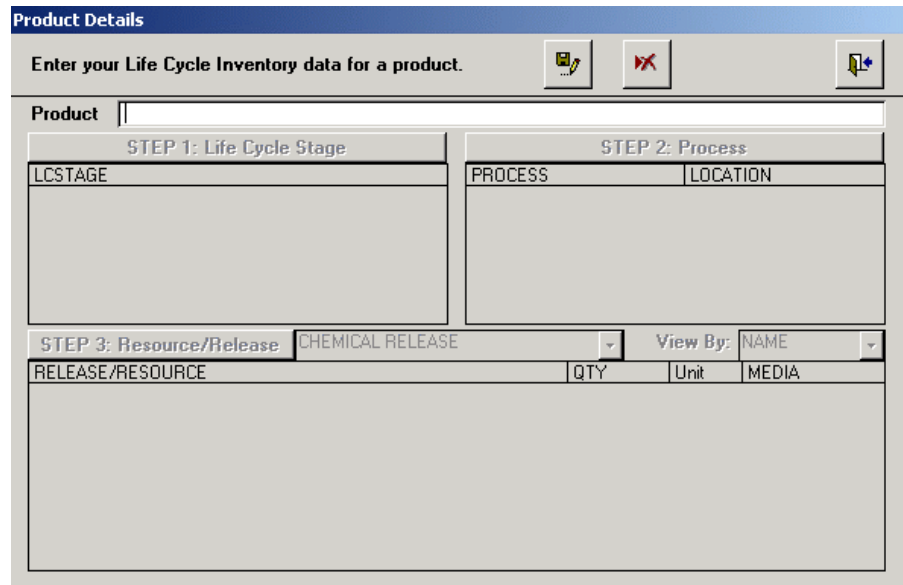 Product Details
Enter your Life Cycle Inventory data for a product.
Product
STEP 1: Life Cycle Stage
STEP 2: Process
LCSTAGE
PROCESS LOCATION
STEP 3: Resource/Release CHEMICAL RELEASE View By: NAME
RELEASE/RESOURCE QTY Unit MEDIA